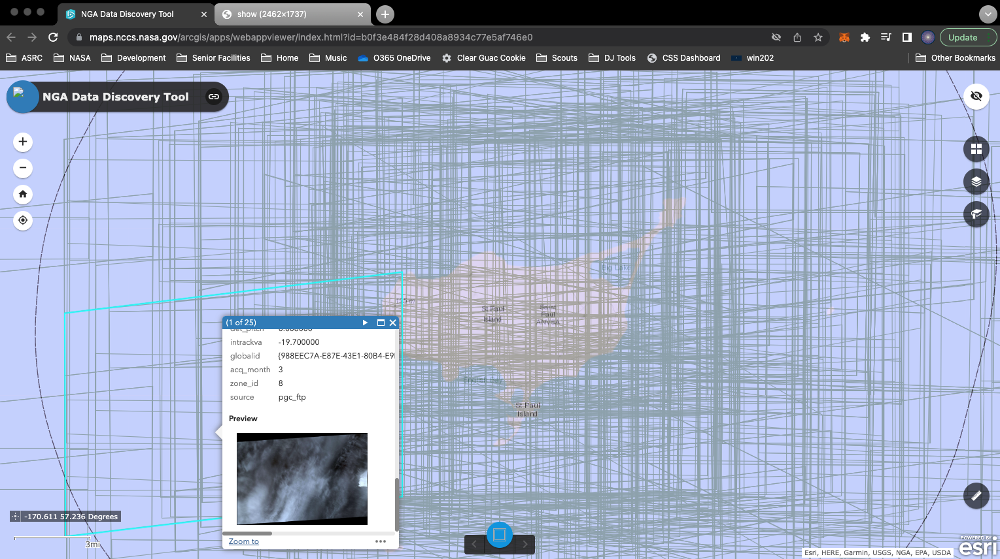 NGA Data Discovery Tool
show (2462×1737)
maps.nccs.nasa.gov/arcgis/apps/webappviewer/index.html?id=b0f3e484f28d408a8934c77e5af746e0
Update
ASRC
NASA
Development
Senior Facilities
Home
Music
O365 OneDrive
Clear Guac Cookie
Scouts
DJ Tools
CSS Dashboard
win202
Other Bookmarks
NGA Data Discovery Tool
+
−
Big Lake
St Paul
Island
Saint
Paul
ANVSA
(1 of 25)
det_pitch 0.000000
intrackva -19.700000
globalid {988EEC7A-E87E-43E1-80B4-E9
acq_month 3
zone_id 8
source pgc_ftp
Preview
English Bay
St Paul
Island
-170.611 57.236 Degrees
3mi
Zoom to
Esri, HERE, Garmin, USGS, NGA, EPA, USDA
POWERED BY
esri